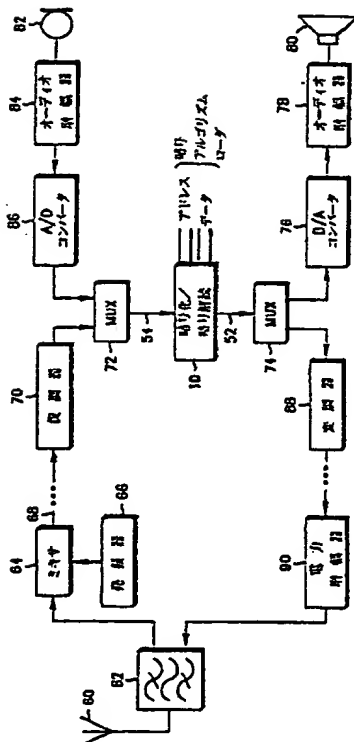 64
ミキサ
68
70
復調器
86
A/D
コンバータ
84
オーディオ
増幅器
82
66
発振器
60
62
72
MUX
54
10
暗号化/
暗号解読
アドレス
データ
暗号
アルゴリズム
ローダ
52
74
MUX
90
電力
増幅器
88
変調器
76
D/A
コンバータ
78
オーディオ
増幅器
80